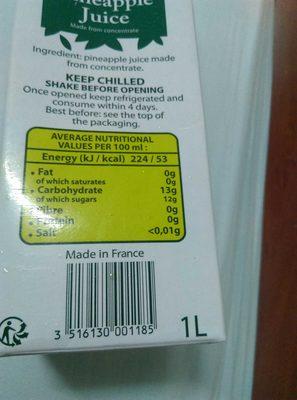 Pineapple
Juice
Made from concentrate
Ingredient: pineapple juice made
from concentrate.
KEEP CHILLED
SHAKE BEFORE OPENING
Once opened keep refrigerated and
consume within 4 days.
Best before: see the top of
the packaging.
AVERAGE NUTRITIONAL
VALUES PER 100 ml :
Energy (kJ / kcal) 224 / 53
• Fat 0g
of which saturates 0g
• Carbohydrate 13g
of which sugars 12g
• Fibre 0g
• Protein 0g
• Salt <0,01g
Made in France
3 516130 001185
1L